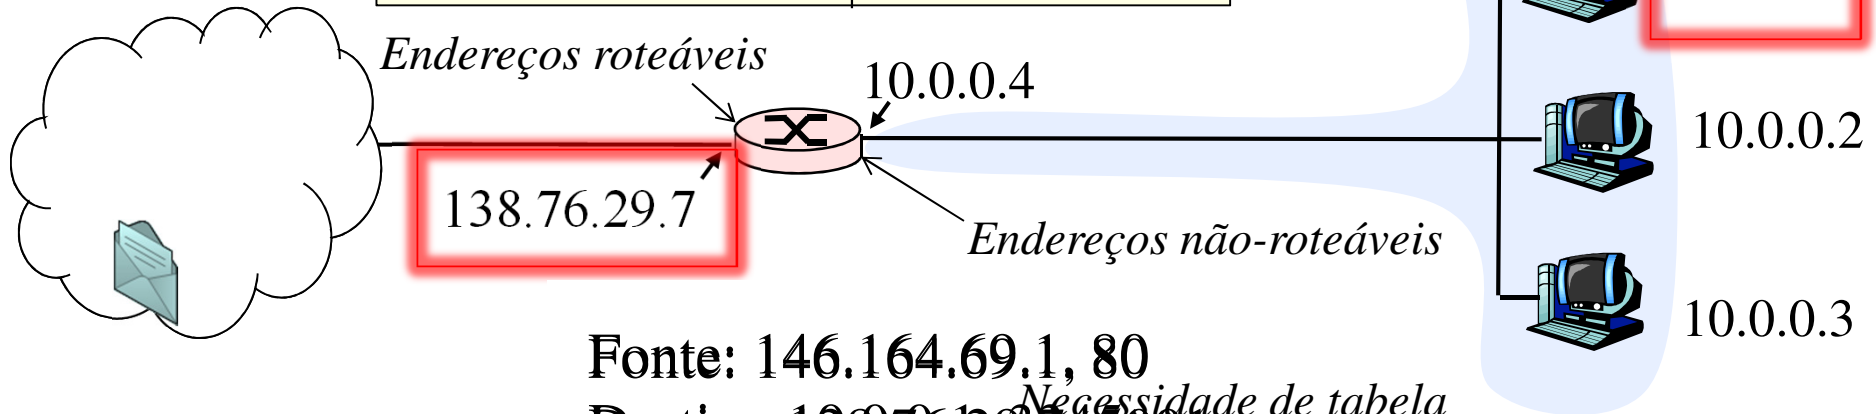 Endereços roteáveis
10.0.0.4
10.0.0.2
138.76.29.7
Endereços não-roteáveis
10.0.0.3
Fonte: 146.164.69.1, 80
Necessidade de tabela